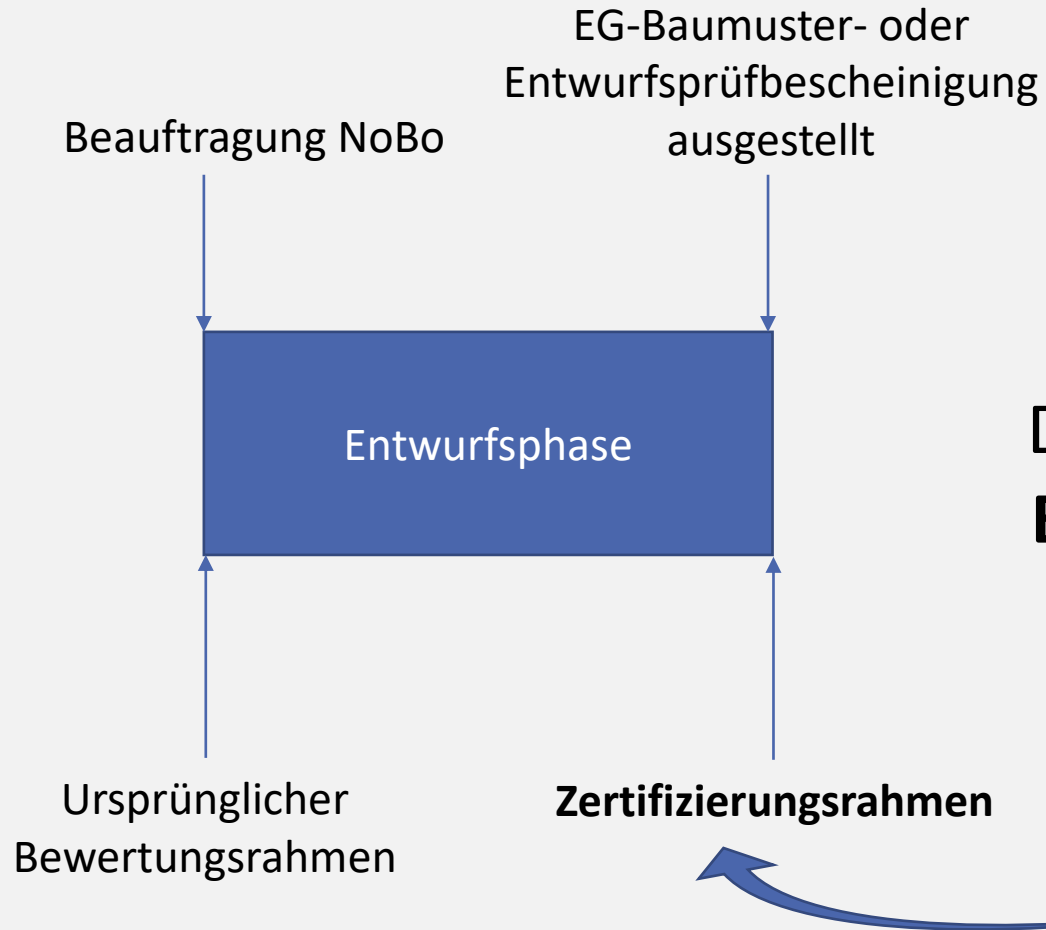 EG-Baumuster- oder
Entwurfsprüfbescheinigung
ausgestellt
Beauftragung NoBo
Entwurfsphase
Ursprünglicher
Bewertungsrahmen
Zertifizierungsrahmen